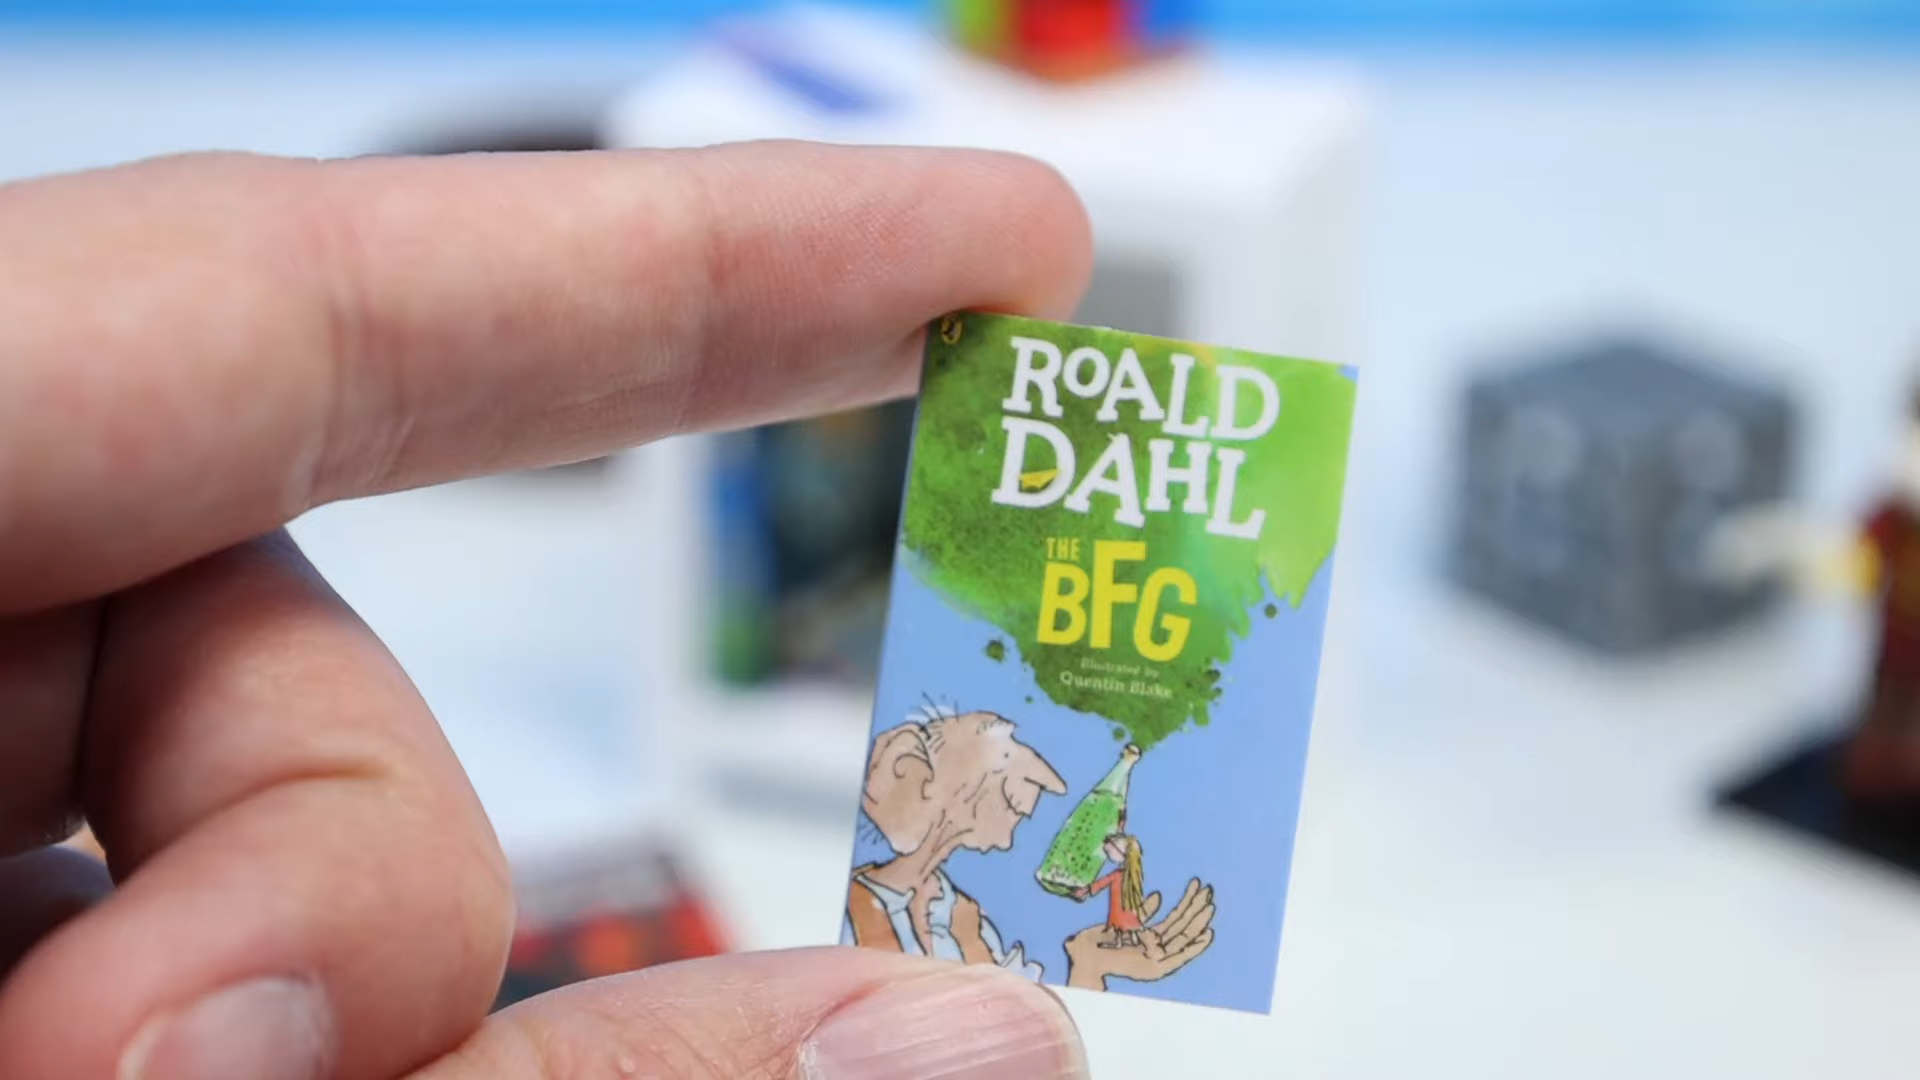 ROALD
DAHL
THE
BFG
Illustrated by
Quentin Blake